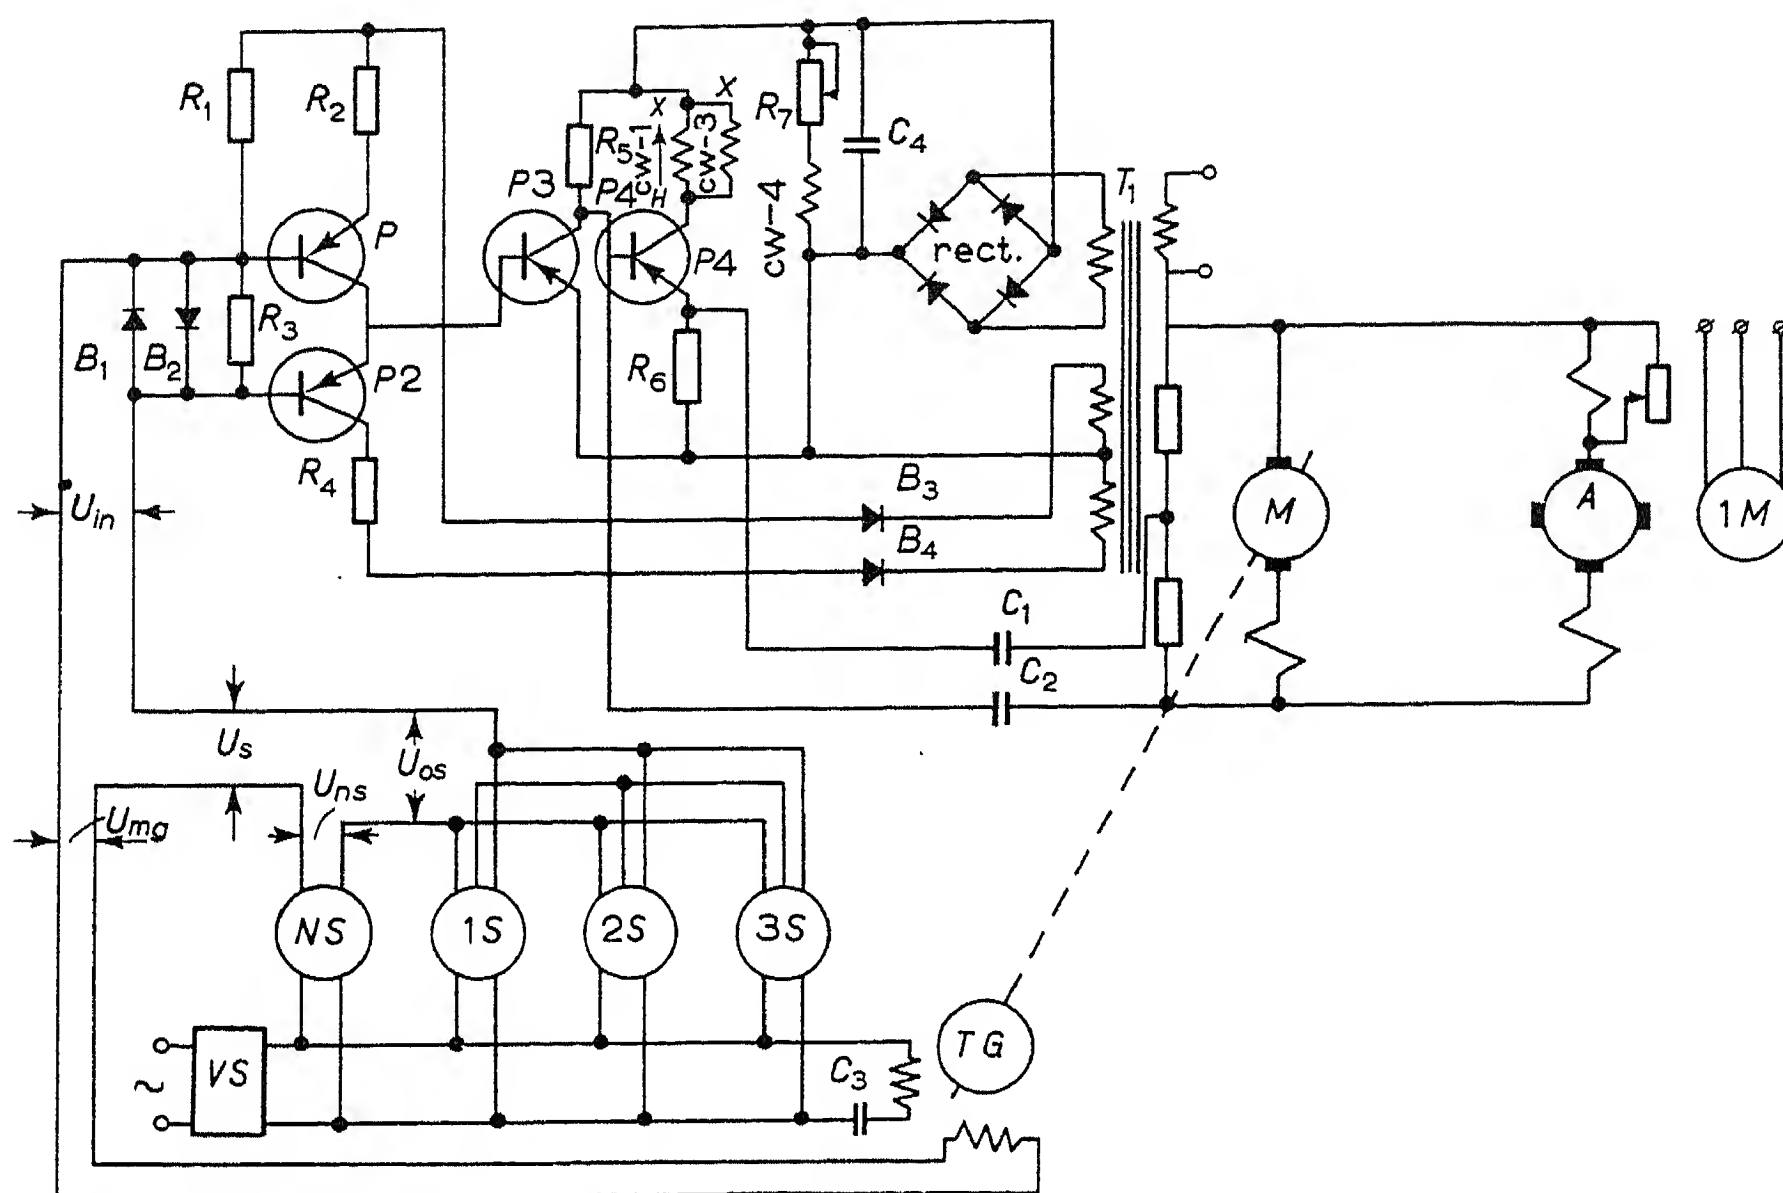 R1
R2
R5
cw-1
X
H
cw-3
X
R7
C4
T1
P3
P4
P
P4
cw-4
rect.
R3
B1
B2
P2
R6
R4
B3
Uin
B4
M
A
1M
C1
C2
Us
Uos
Uns
Umg
NS
1S
2S
3S
VS
~
C3
TG